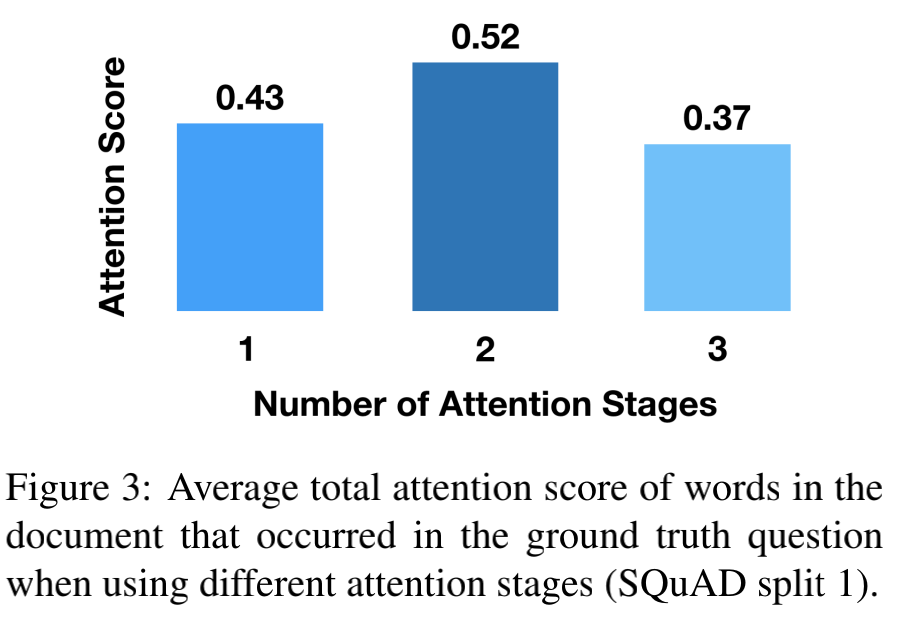 0.52
0.43
0.37
Attention Score
1 2 3
Number of Attention Stages
Figure 3: Average total attention score of words in the
document that occurred in the ground truth question
when using different attention stages (SQuAD split 1).